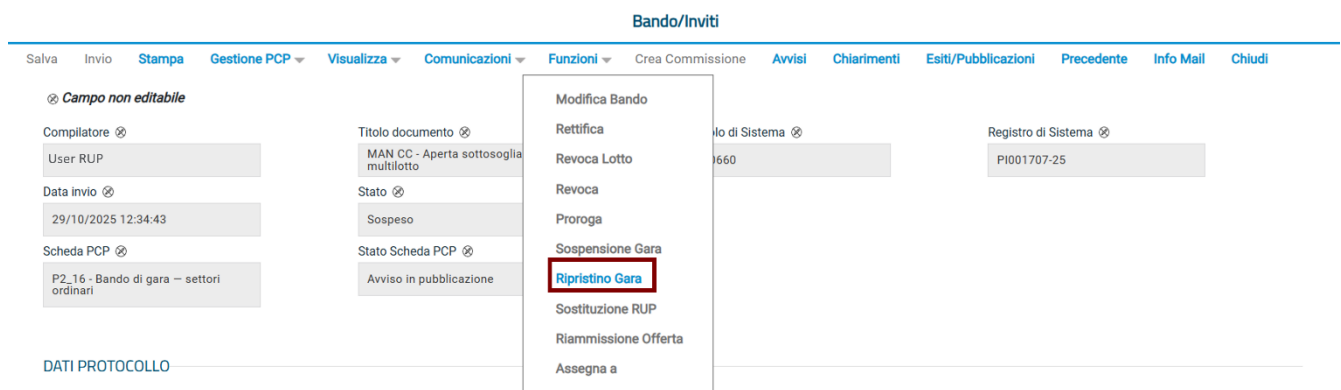 Bando/Inviti
Salva Invio Stampa Gestione PCP Visualizza Comunicazioni Funzioni Crea Commissione Avvisi Chiarimenti Esiti/Pubblicazioni Precedente Info Mail Chiudi
Campo non editabile
Compilatore
User RUP
Titolo documento
MAN CC - Aperta sottosoglia
multilotto
di Sistema
660
Registro di Sistema
PI001707-25
Data invio
29/10/2025 12:34:43
Stato
Sospeso
Scheda PCP
P2_16 - Bando di gara – settori
ordinari
Stato Scheda PCP
Avviso in pubblicazione
Modifica Bando
Rettifica
Revoca Lotto
Revoca
Proroga
Sospensione Gara
Ripristino Gara
Sostituzione RUP
Riammissione Offerta
Assegna a
DATI PROTOCOLLO